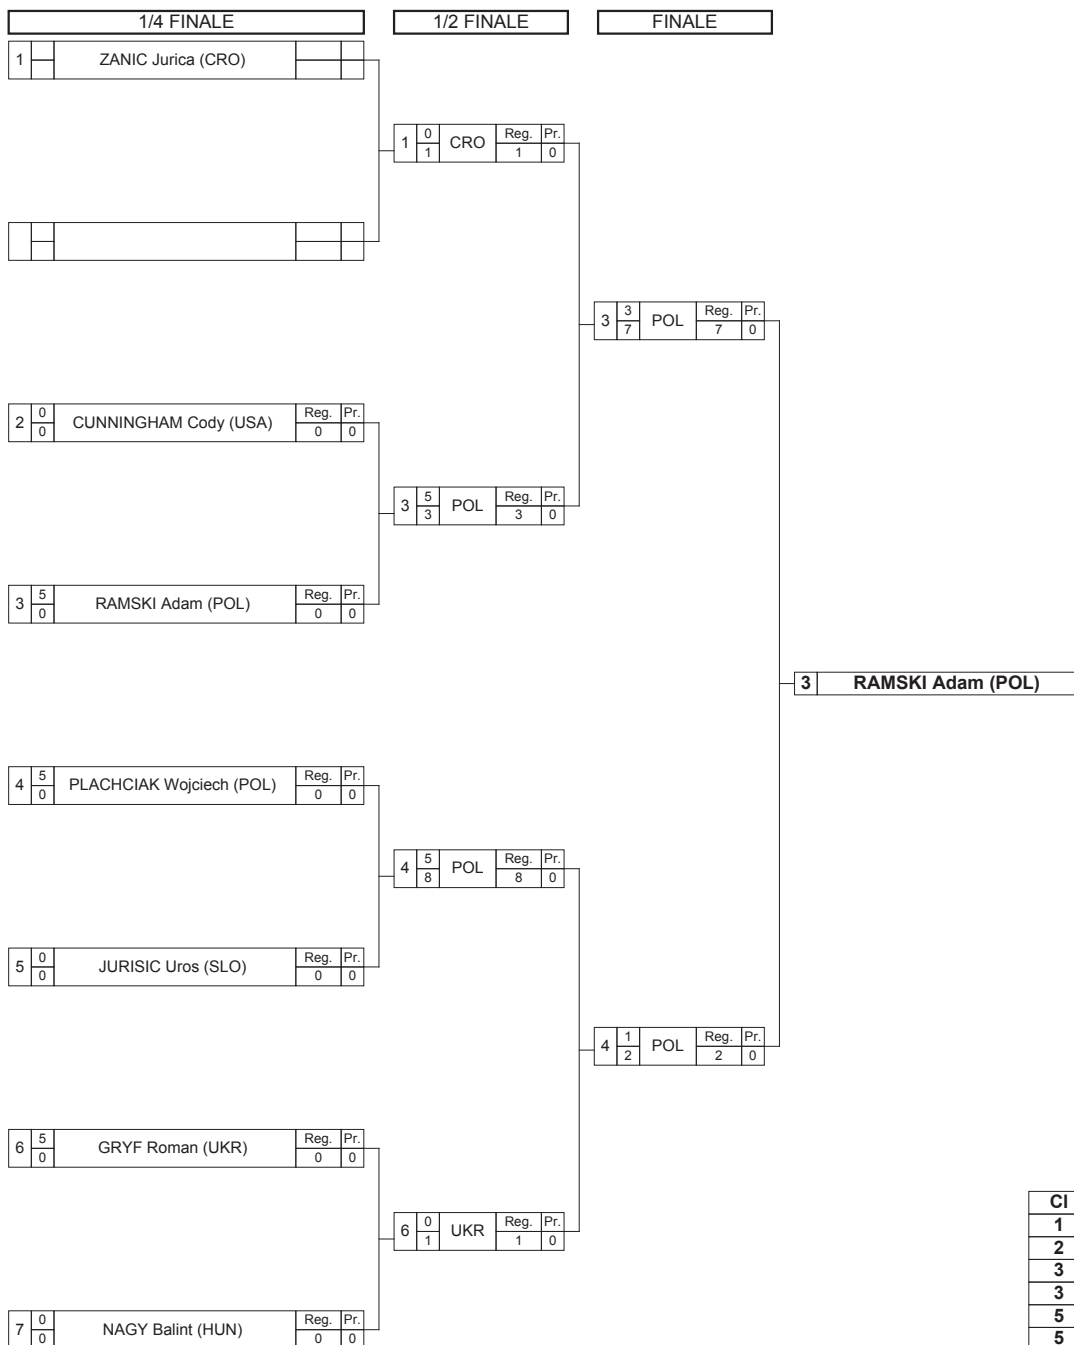 1/4 FINALE 1/2 FINALE FINALE
1 ZANIC Jurica (CRO)
1 0 1 CRO Reg. 1 Pr. 0
3 3 7 POL Reg. 7 Pr. 0
2 0 0 CUNNINGHAM Cody (USA) Reg. 0 Pr. 0
3 5 3 POL Reg. 3 Pr. 0
3 5 0 RAMSKI Adam (POL) Reg. 0 Pr. 0
3 RAMSKI Adam (POL)
4 5 0 PLACHCIAK Wojciech (POL) Reg. 0 Pr. 0
4 5 8 POL Reg. 8 Pr. 0
5 0 0 JURISIC Uros (SLO) Reg. 0 Pr. 0
4 1 2 POL Reg. 2 Pr. 0
6 5 0 GRYF Roman (UKR) Reg. 0 Pr. 0
6 0 1 UKR Reg. 1 Pr. 0
7 0 0 NAGY Balint (HUN) Reg. 0 Pr. 0
Cl
1
2
3
3
5
5